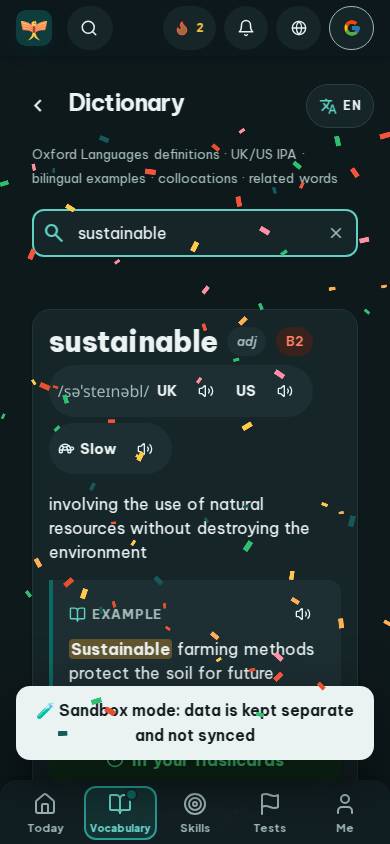 2
Dictionary
EN
Oxford Languages definitions · UK/US IPA ·
bilingual examples · collocations · related words
sustainable
sustainable adj B2
/səˈsteɪnəbl/ UK US
Slow
involving the use of natural
resources without destroying the
environment
EXAMPLE
Sustainable farming methods
protect the soil for future
🧪 Sandbox mode: data is kept separate
and not synced
In your flashcards
Today Vocabulary Skills Tests Me